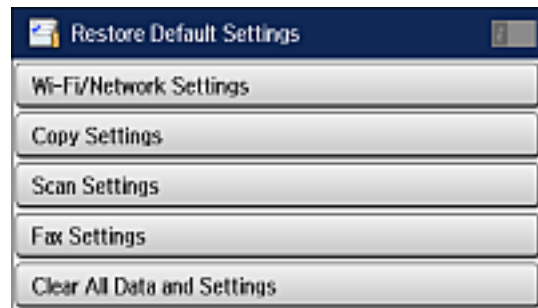 Restore Default Settings
Wi-Fi/Network Settings
Copy Settings
Scan Settings
Fax Settings
Clear All Data and Settings